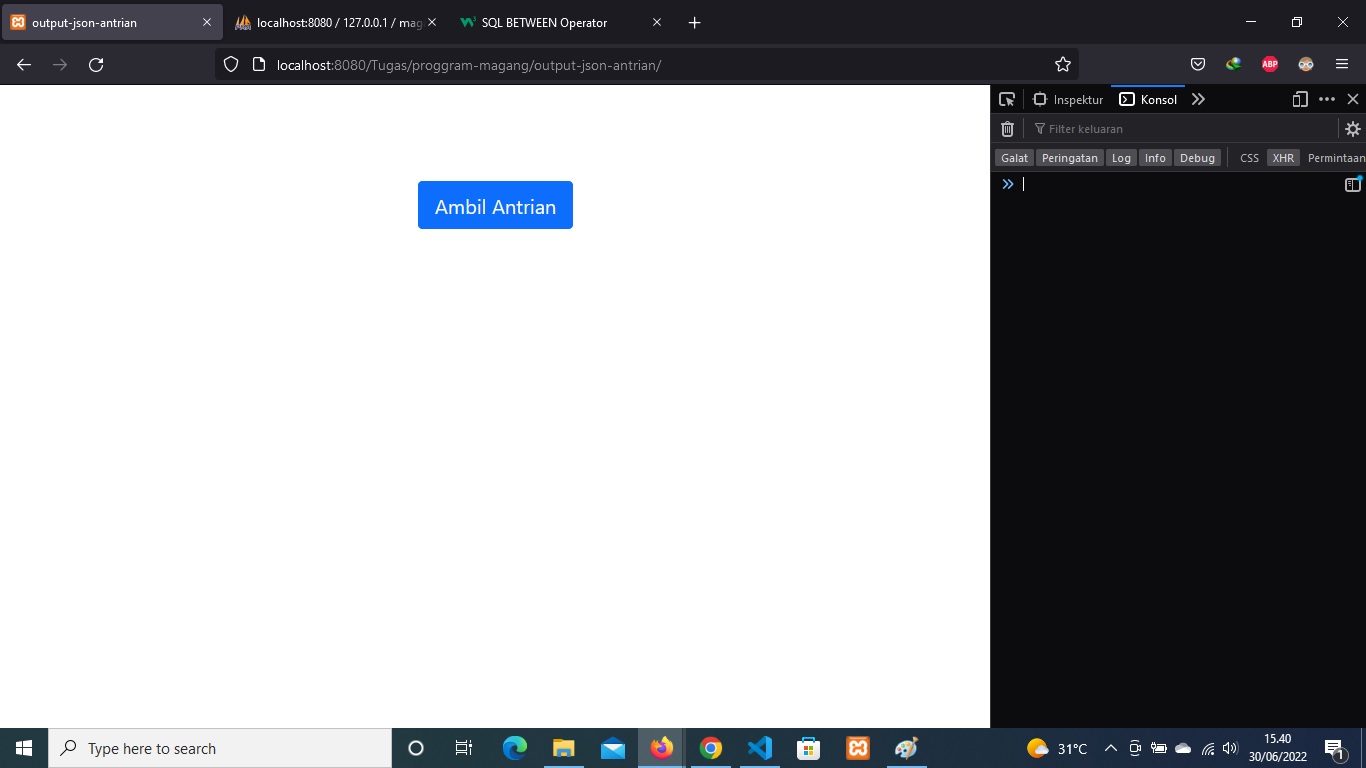 output-json-antrian
localhost:8080 / 127.0.0.1 / mag
SQL BETWEEN Operator
localhost:8080/Tugas/proggram-magang/output-json-antrian/
ABP
Inspektur
Konsol
Filter keluaran
Galat
Peringatan
Log
Info
Debug
CSS
XHR
Permintaan
Ambil Antrian
Type here to search
31°C
15.40
30/06/2022
1